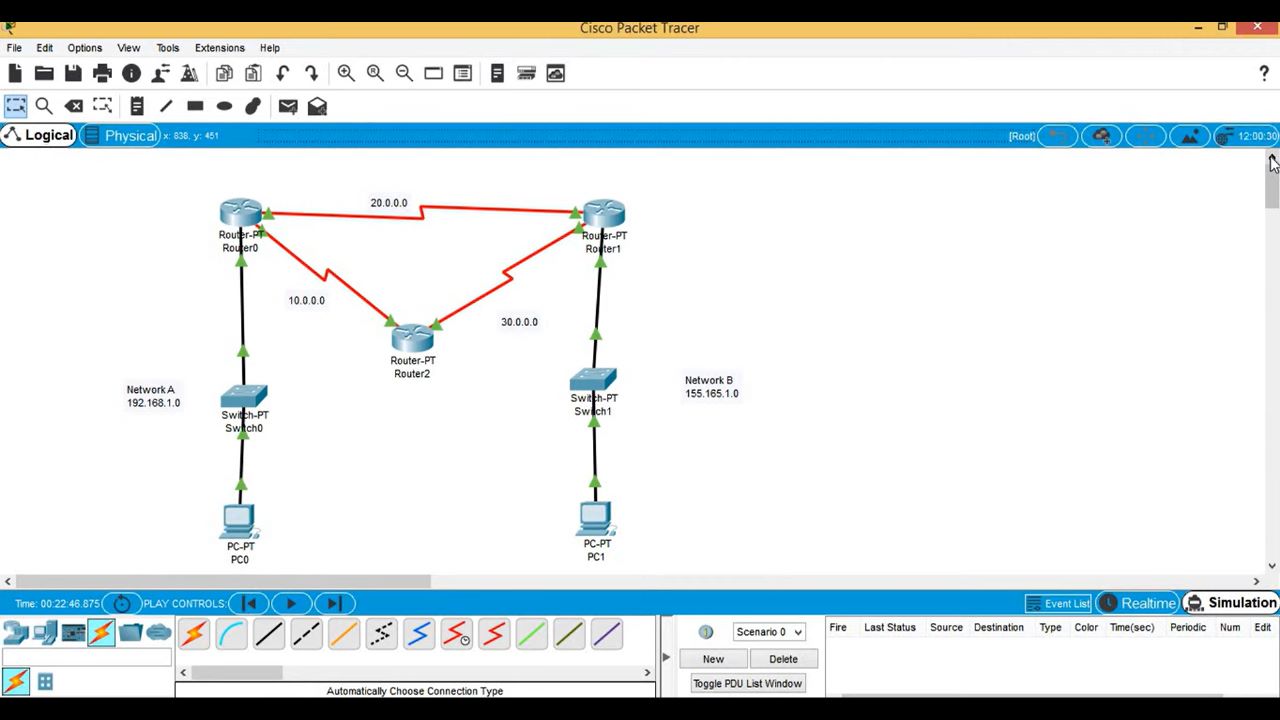 Cisco Packet Tracer
File Edit Options View Tools Extensions Help
?
Logical Physical x: 838, y: 451 [Root] 12:00:30
20.0.0.0
Router-PT
Router0
Router-PT
Router1
10.0.0.0
30.0.0.0
Router-PT
Router2
Network A
192.168.1.0
Switch-PT
Switch0
Switch-PT
Switch1
Network B
155.165.1.0
PC-PT
PC0
PC-PT
PC1
Time: 00:22:46.875 PLAY CONTROLS: Event List Realtime Simulation
Scenario 0
New Delete
Toggle PDU List Window
Fire Last Status Source Destination Type Color Time(sec) Periodic Num Edit
Automatically Choose Connection Type